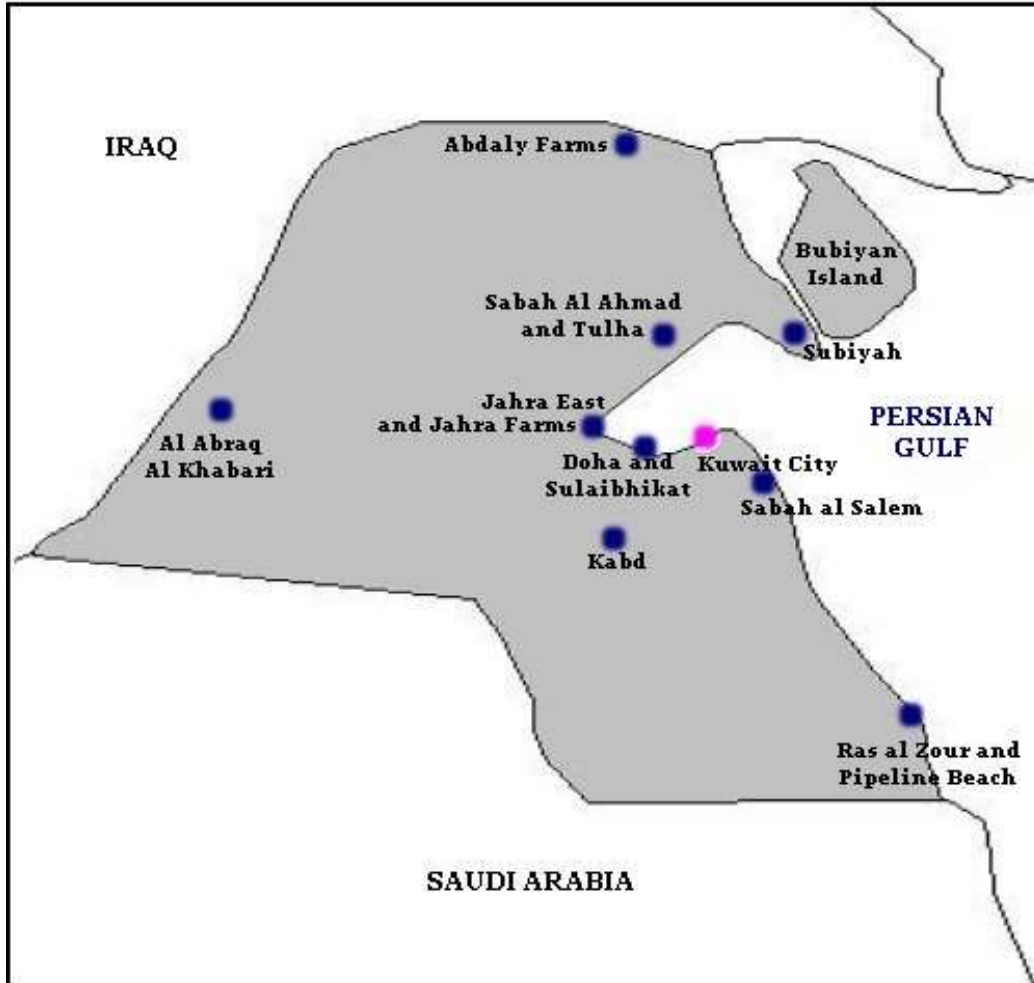 IRAQ
Abdaly Farms
Bubiyan
Island
Sabah Al Ahmad
and Tulha
Subiyah
Jahra East
and Jahra Farms
PERSIAN
GULF
Al Abraq
Al Khabari
Doha and
Sulaibhikat
Kuwait City
Sabah al Salem
Kabd
Ras al Zour and
Pipeline Beach
SAUDI ARABIA